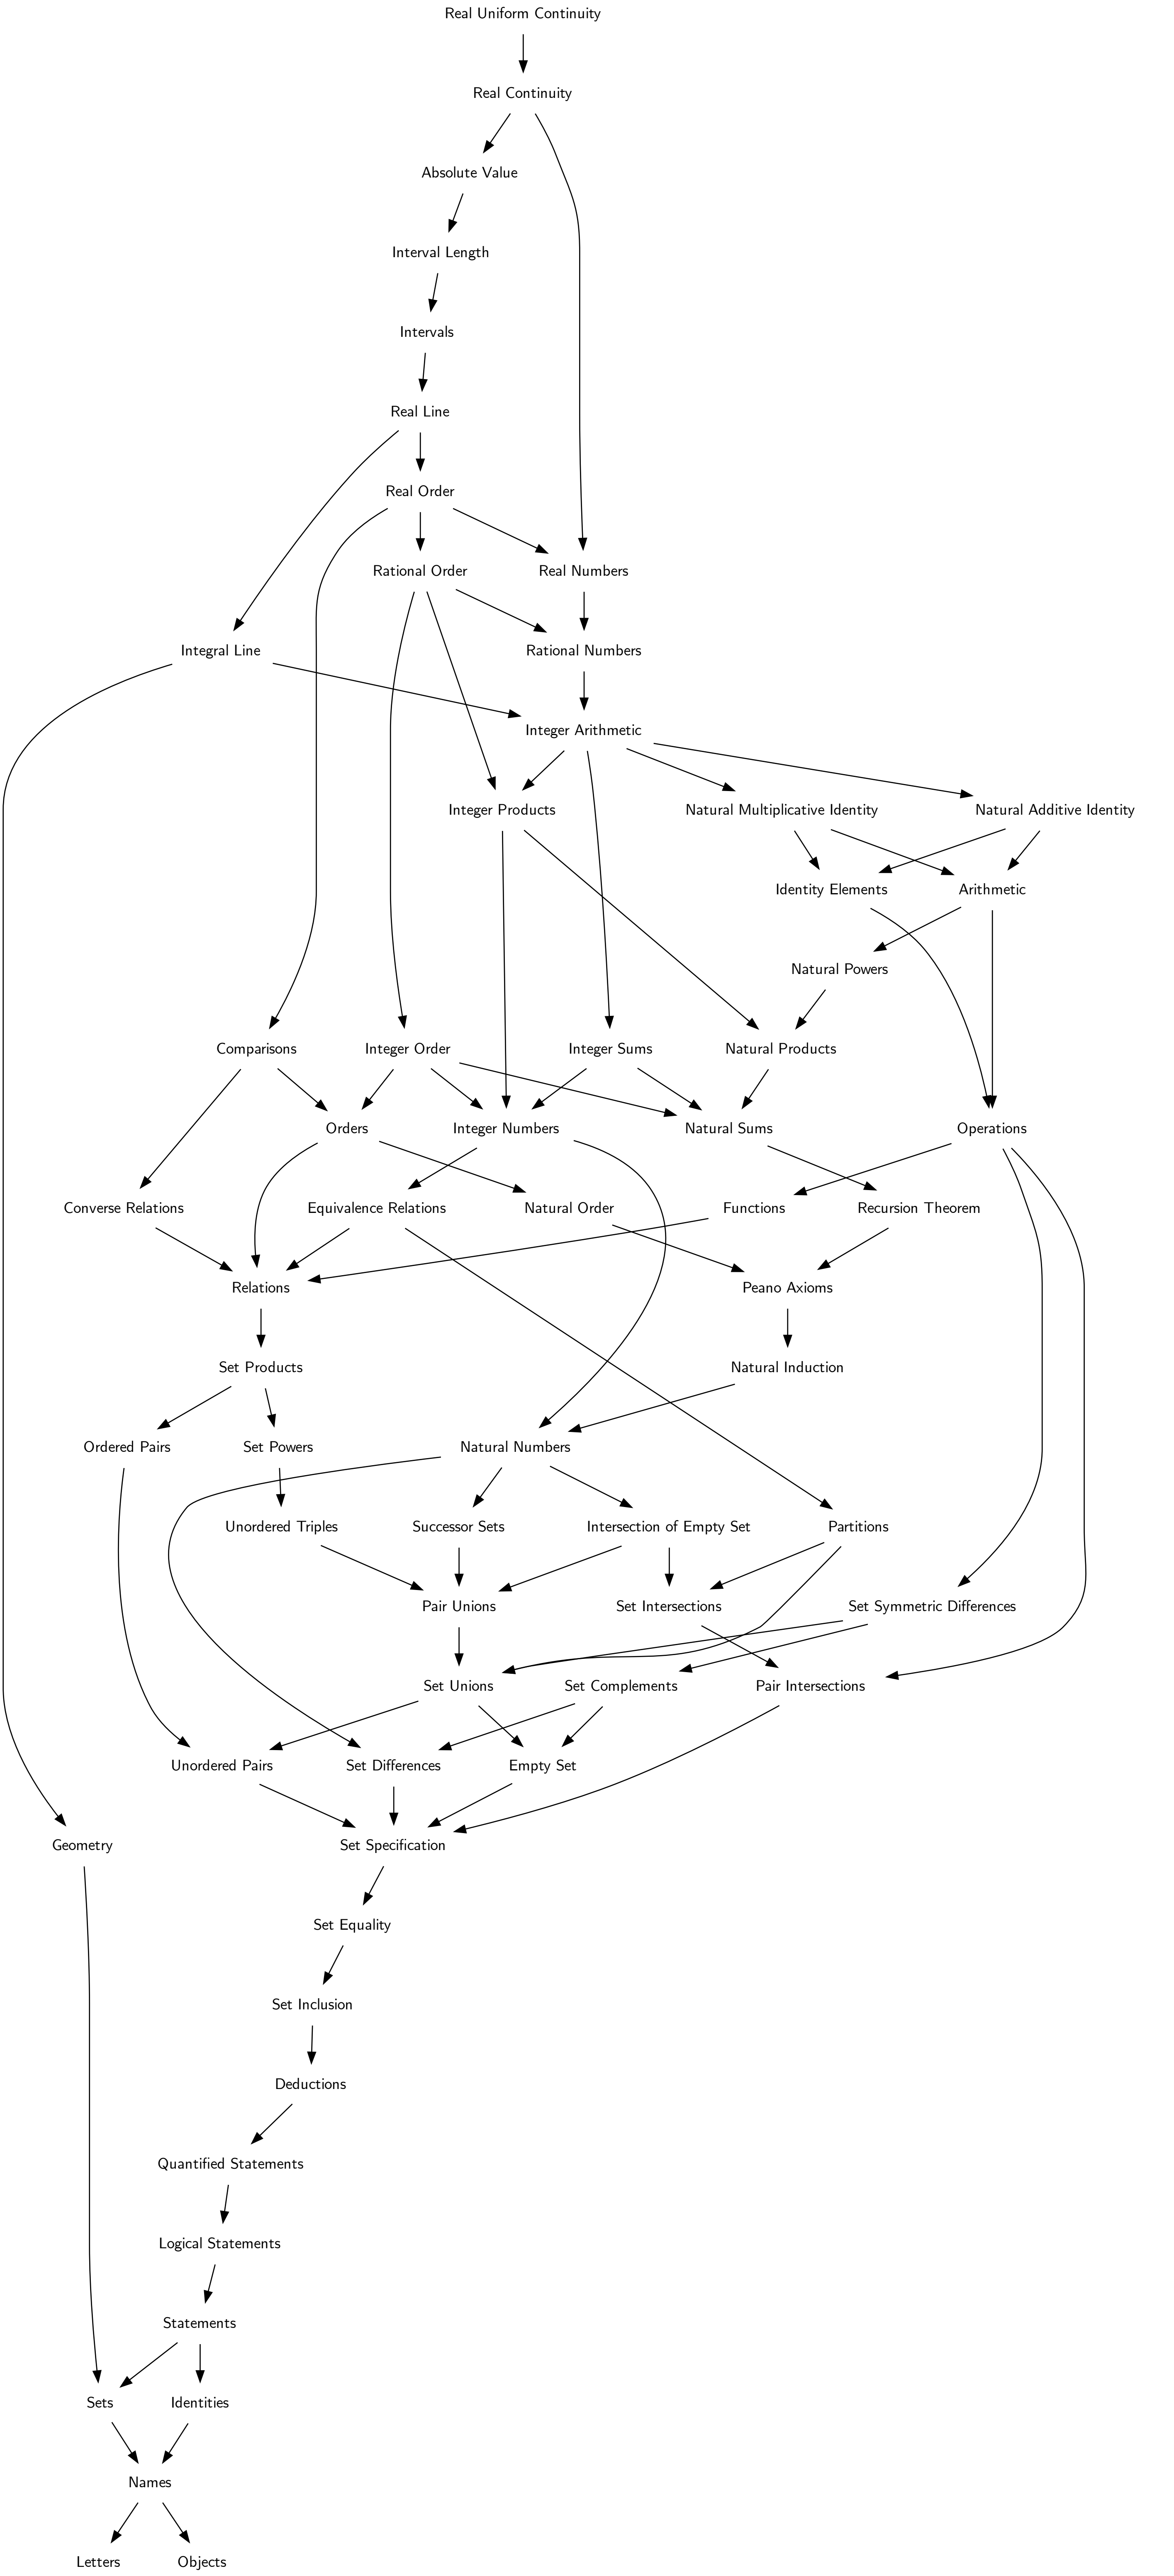 Real Uniform Continuity
Real Continuity
Absolute Value
Interval Length
Intervals
Real Line
Real Order
Rational Order
Real Numbers
Integral Line
Rational Numbers
Integer Arithmetic
Integer Products
Natural Multiplicative Identity
Natural Additive Identity
Identity Elements
Arithmetic
Natural Powers
Comparisons
Integer Order
Integer Sums
Natural Products
Orders
Integer Numbers
Natural Sums
Operations
Converse Relations
Equivalence Relations
Natural Order
Functions
Recursion Theorem
Relations
Peano Axioms
Set Products
Natural Induction
Ordered Pairs
Set Powers
Natural Numbers
Unordered Triples
Successor Sets
Intersection of Empty Set
Partitions
Pair Unions
Set Intersections
Set Symmetric Differences
Set Unions
Set Complements
Pair Intersections
Unordered Pairs
Set Differences
Empty Set
Geometry
Set Specification
Set Equality
Set Inclusion
Deductions
Quantified Statements
Logical Statements
Statements
Sets
Identities
Names
Letters
Objects